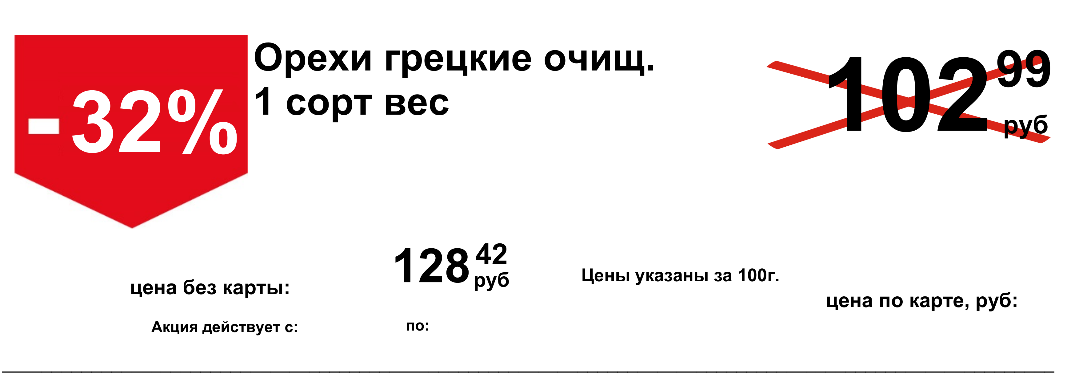 -32%
Орехи грецкие очищ.
1 сорт вес
102 99
руб
128 42
руб
цена без карты:
Цены указаны за 100г.
цена по карте, руб:
Акция действует с:
по: